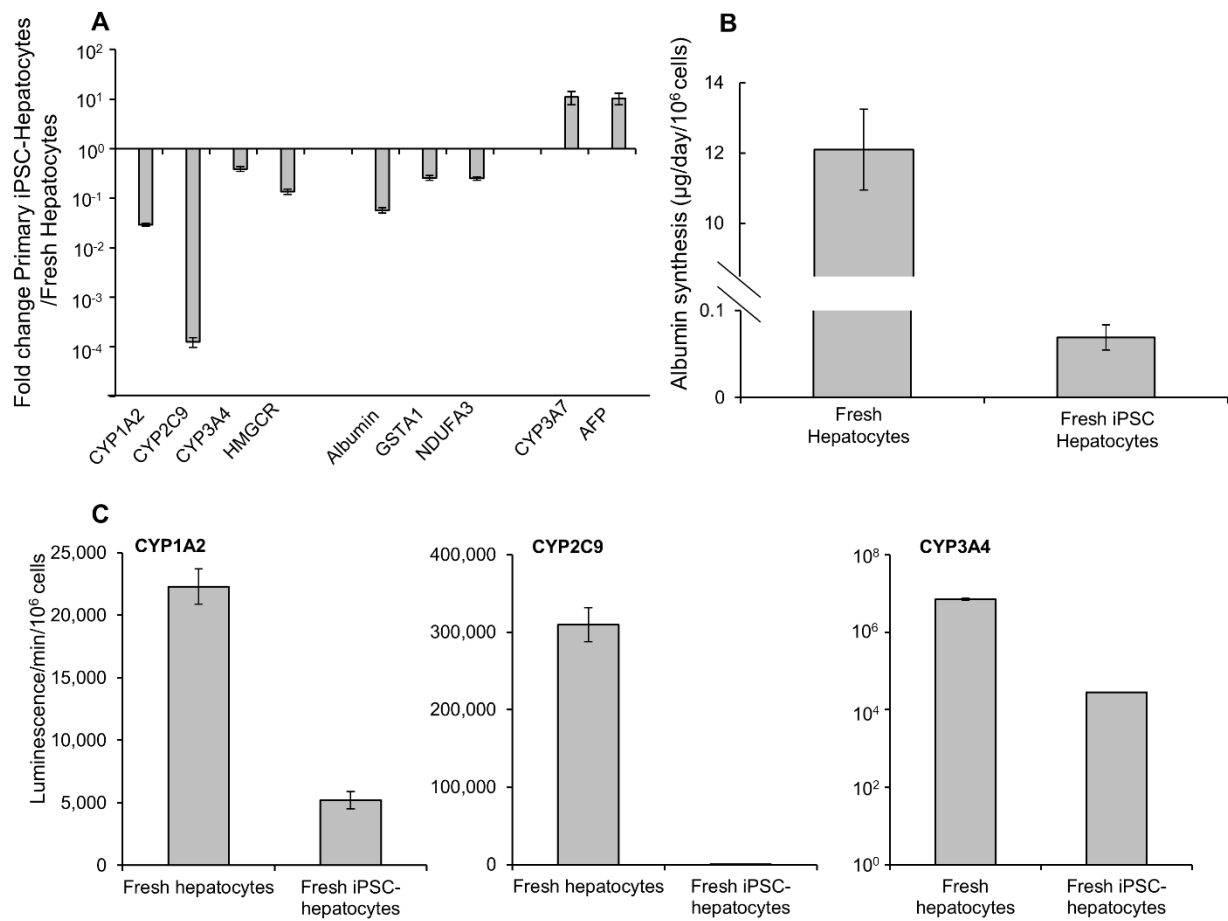 A
Fold change Primary iPSC-Hepatocytes
/Fresh Hepatocytes
10²
10¹
10⁰
10⁻¹
10⁻²
10⁻³
10⁻⁴
CYP1A2
CYP2C9
CYP3A4
HMGCR
Albumin
GSTA1
NDUFA3
CYP3A7
AFP
B
Albumin synthesis (µg/day/10⁶ cells)
14
12
10
0.1
0
Fresh
Hepatocytes
Fresh iPSC
Hepatocytes
C
Luminescence/min/10⁶ cells
CYP1A2
25,000
20,000
15,000
10,000
5,000
0
Fresh hepatocytes
Fresh iPSC-
hepatocytes
CYP2C9
400,000
300,000
200,000
100,000
0
Fresh hepatocytes
Fresh iPSC-
hepatocytes
CYP3A4
10⁸
10⁶
10⁴
10²
10⁰
Fresh
hepatocytes
Fresh iPSC-
hepatocytes